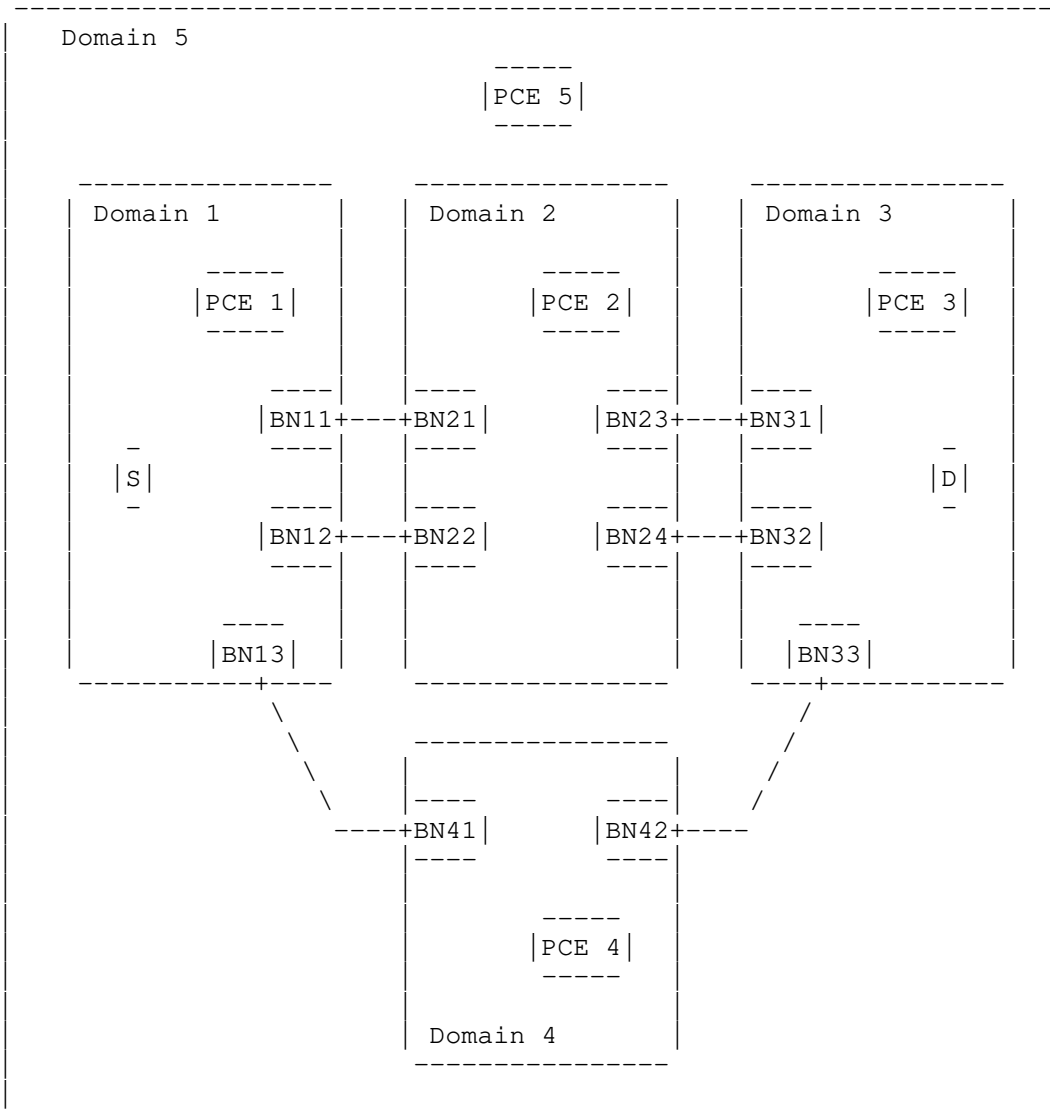 Domain 5
PCE 5
Domain 1 Domain 2 Domain 3
PCE 1 PCE 2 PCE 3
BN11 BN21 BN23 BN31
S D
BN12 BN22 BN24 BN32
BN13 BN33
BN41 BN42
PCE 4
Domain 4